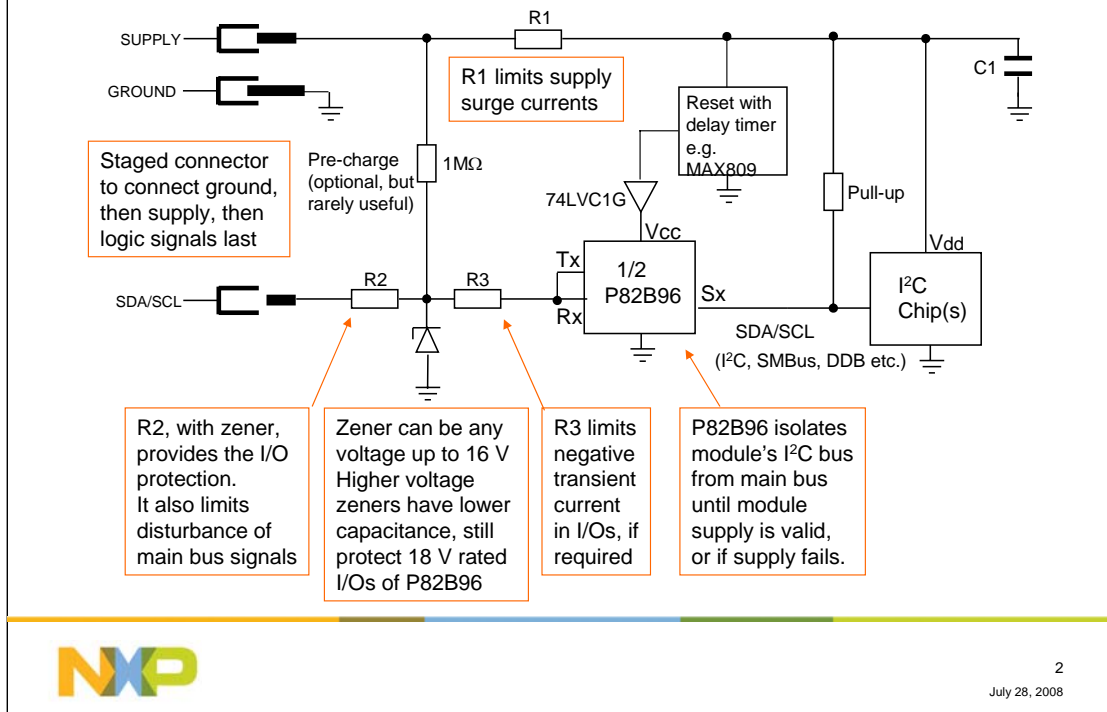 R1
SUPPLY
C1
R1 limits supply
surge currents
GROUND
Reset with
delay timer
e.g.
MAX809
Staged connector
to connect ground,
then supply, then
logic signals last
Pre-charge
(optional, but
rarely useful)
1MΩ
74LVC1G
Pull-up
Vcc
Vdd
Tx
1/2
P82B96
Rx
Sx
I²C
Chip(s)
SDA/SCL
R2
R3
SDA/SCL
(I²C, SMBus, DDB etc.)
R2, with zener,
provides the I/O
protection.
It also limits
disturbance of
main bus signals
Zener can be any
voltage up to 16 V
Higher voltage
zeners have lower
capacitance, still
protect 18 V rated
I/Os of P82B96
R3 limits
negative
transient
current
in I/Os, if
required
P82B96 isolates
module's I²C bus
from main bus
until module
supply is valid,
or if supply fails.
NXP
2
July 28, 2008